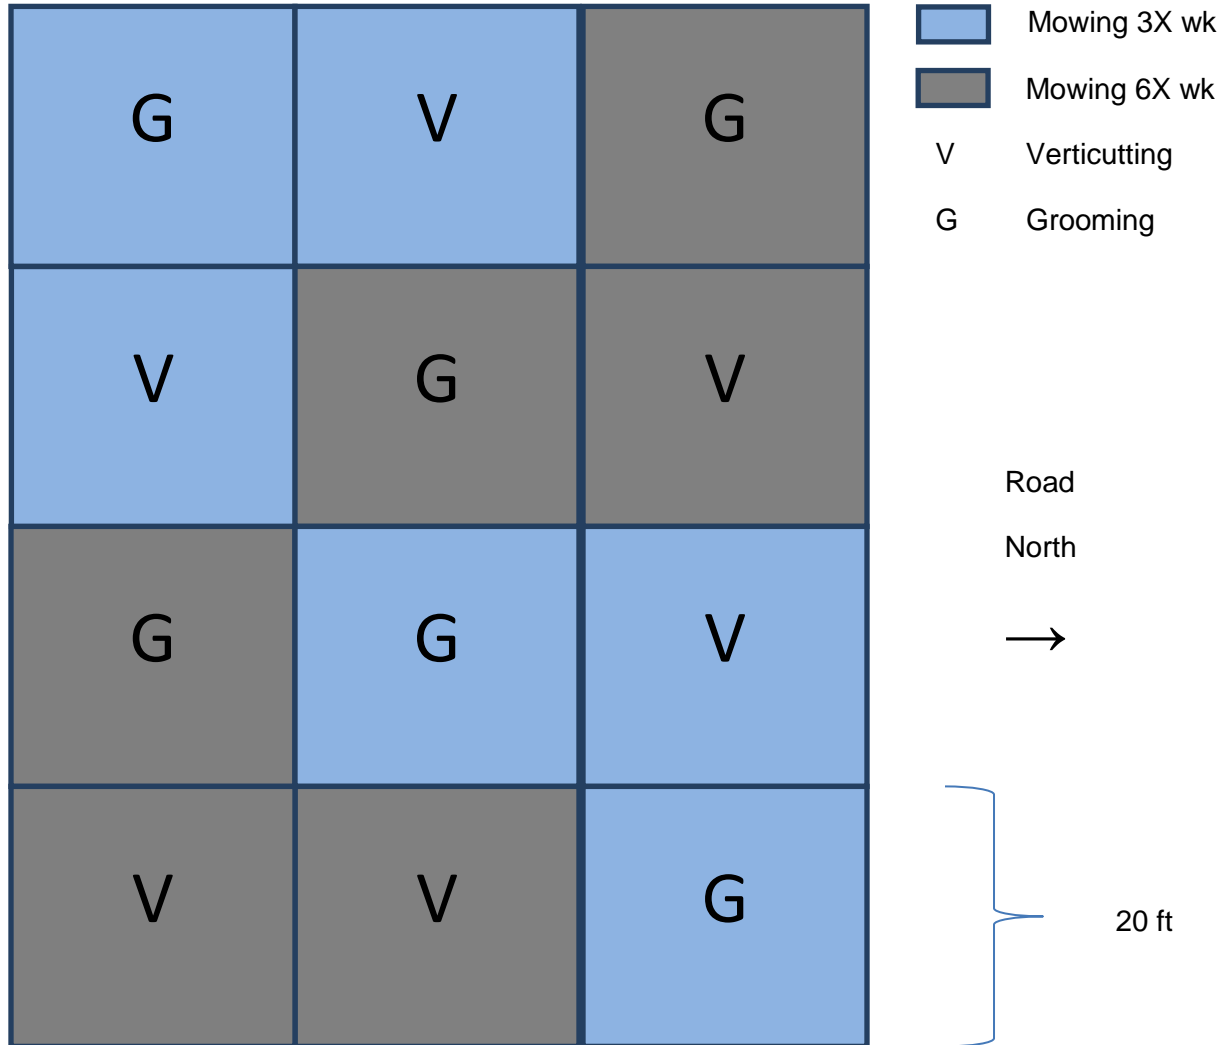 G V G
V G V
G G V
V V G
Mowing 3X wk
Mowing 6X wk
V Verticutting
G Grooming
Road
North
→
20 ft